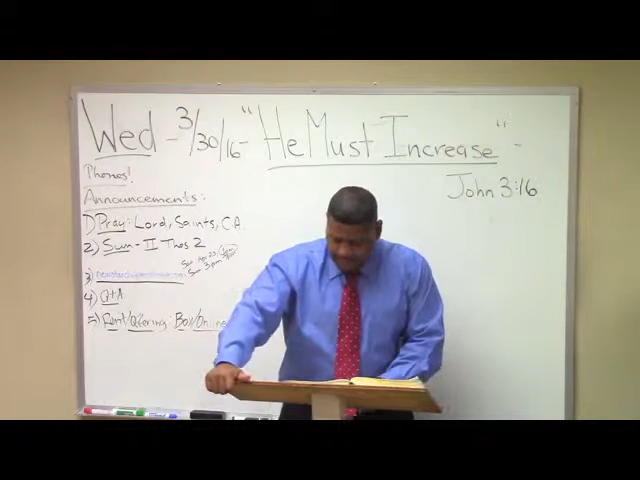 Wed - 3/30/16 - "He Must Increase" -
John 3:16
Phones!
Announcements:
1) Pray: Lord, Saints, CA
2) Sun - II Thes 2
3)
4) Q+A
5) Rent/Offering: Box/Online